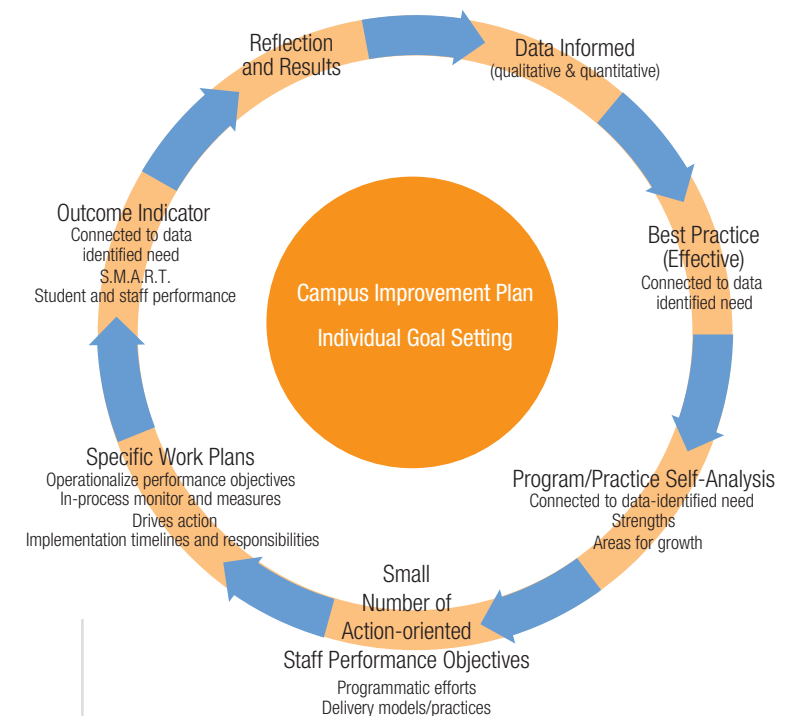 Reflection
and Results
Data Informed
(qualitative & quantitative)
Best Practice
(Effective)
Connected to data
identified need
Program/Practice Self-Analysis
Connected to data-identified need
Strengths
Areas for growth
Small
Number of
Action-oriented
Staff Performance Objectives
Programmatic efforts
Delivery models/practices
Specific Work Plans
Operationalize performance objectives
In-process monitor and measures
Drives action
Implementation timelines and responsibilities
Outcome Indicator
Connected to data
identified need
S.M.A.R.T.
Student and staff performance
Campus Improvement Plan
Individual Goal Setting